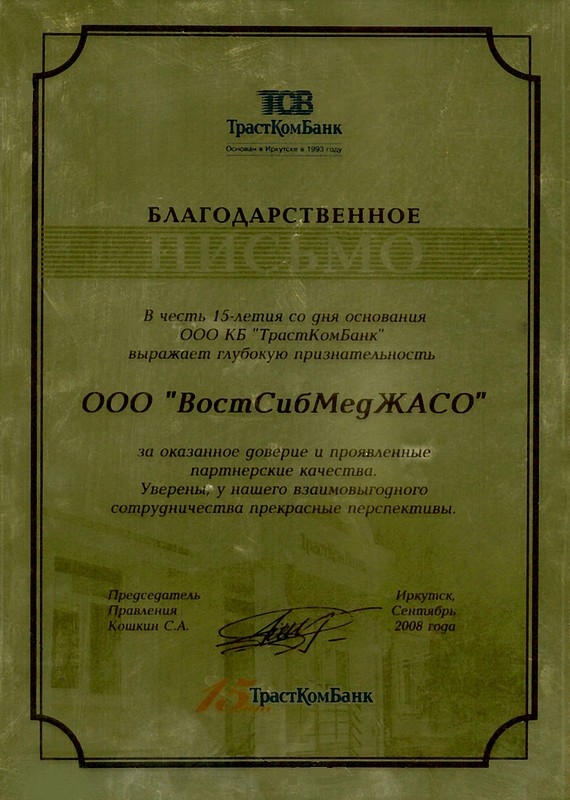 ТСВ
ТрастКомБанк
Основан в Иркутске в 1993 году
БЛАГОДАРСТВЕННОЕ
ПИСЬМО
В честь 15-летия со дня основания
ООО КБ "ТрастКомБанк"
выражает глубокую признательность
ООО "ВостСибМедЖАСО"
за оказанное доверие и проявленные
партнерские качества.
Уверены, у нашего взаимовыгодного
сотрудничества прекрасные перспективы.
Председатель
Правления
Кошкин С.А.
Иркутск,
Сентябрь
2008 года
15 ТрастКомБанк